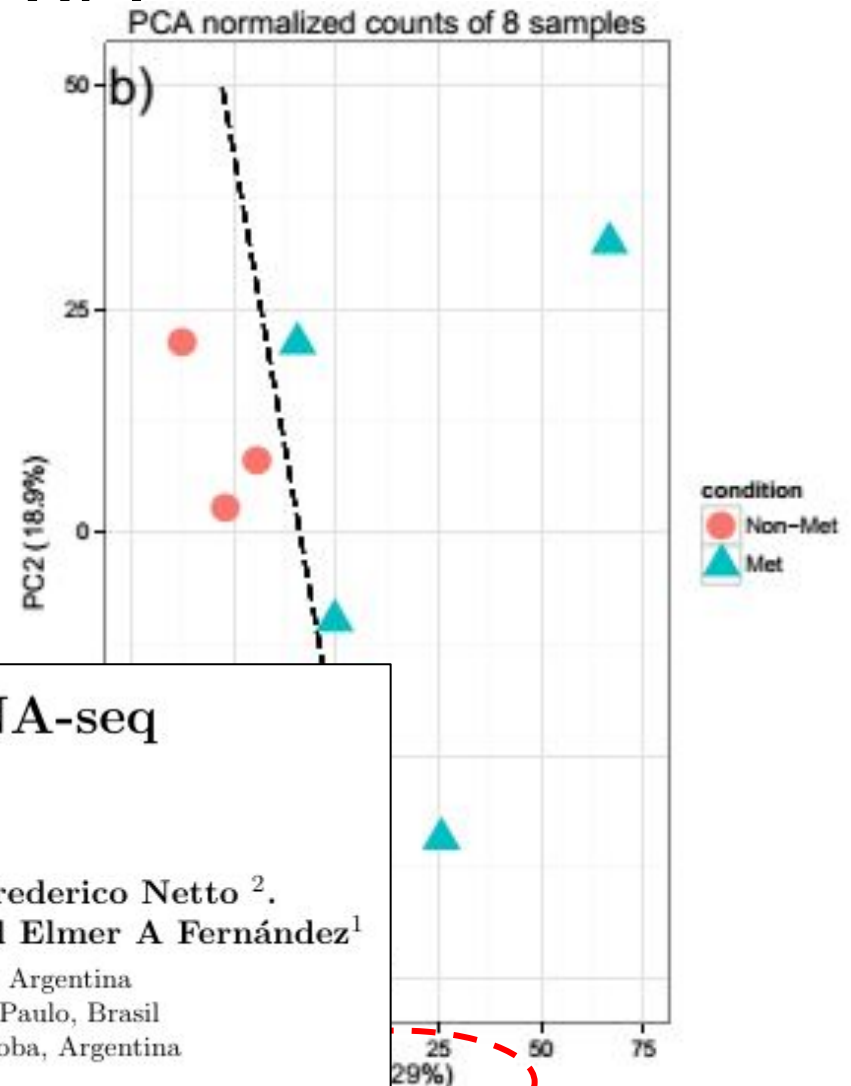 PCA normalized counts of 8 samples
b)
50
25
0
PC2 (18.9%)
condition
Non-Met
Met
25
50
75
29%)
NA-seq
rederico Netto ².
l Elmer A Fernández¹
Argentina
Paulo, Brasil
oba, Argentina